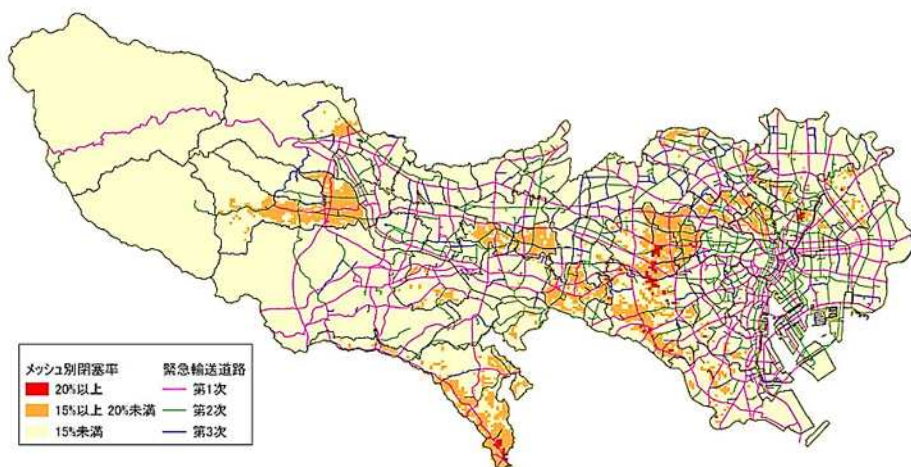 メッシュ別閉塞率 緊急輸送道路
20%以上 第1次
15%以上 20%未満 第2次
15%未満 第3次